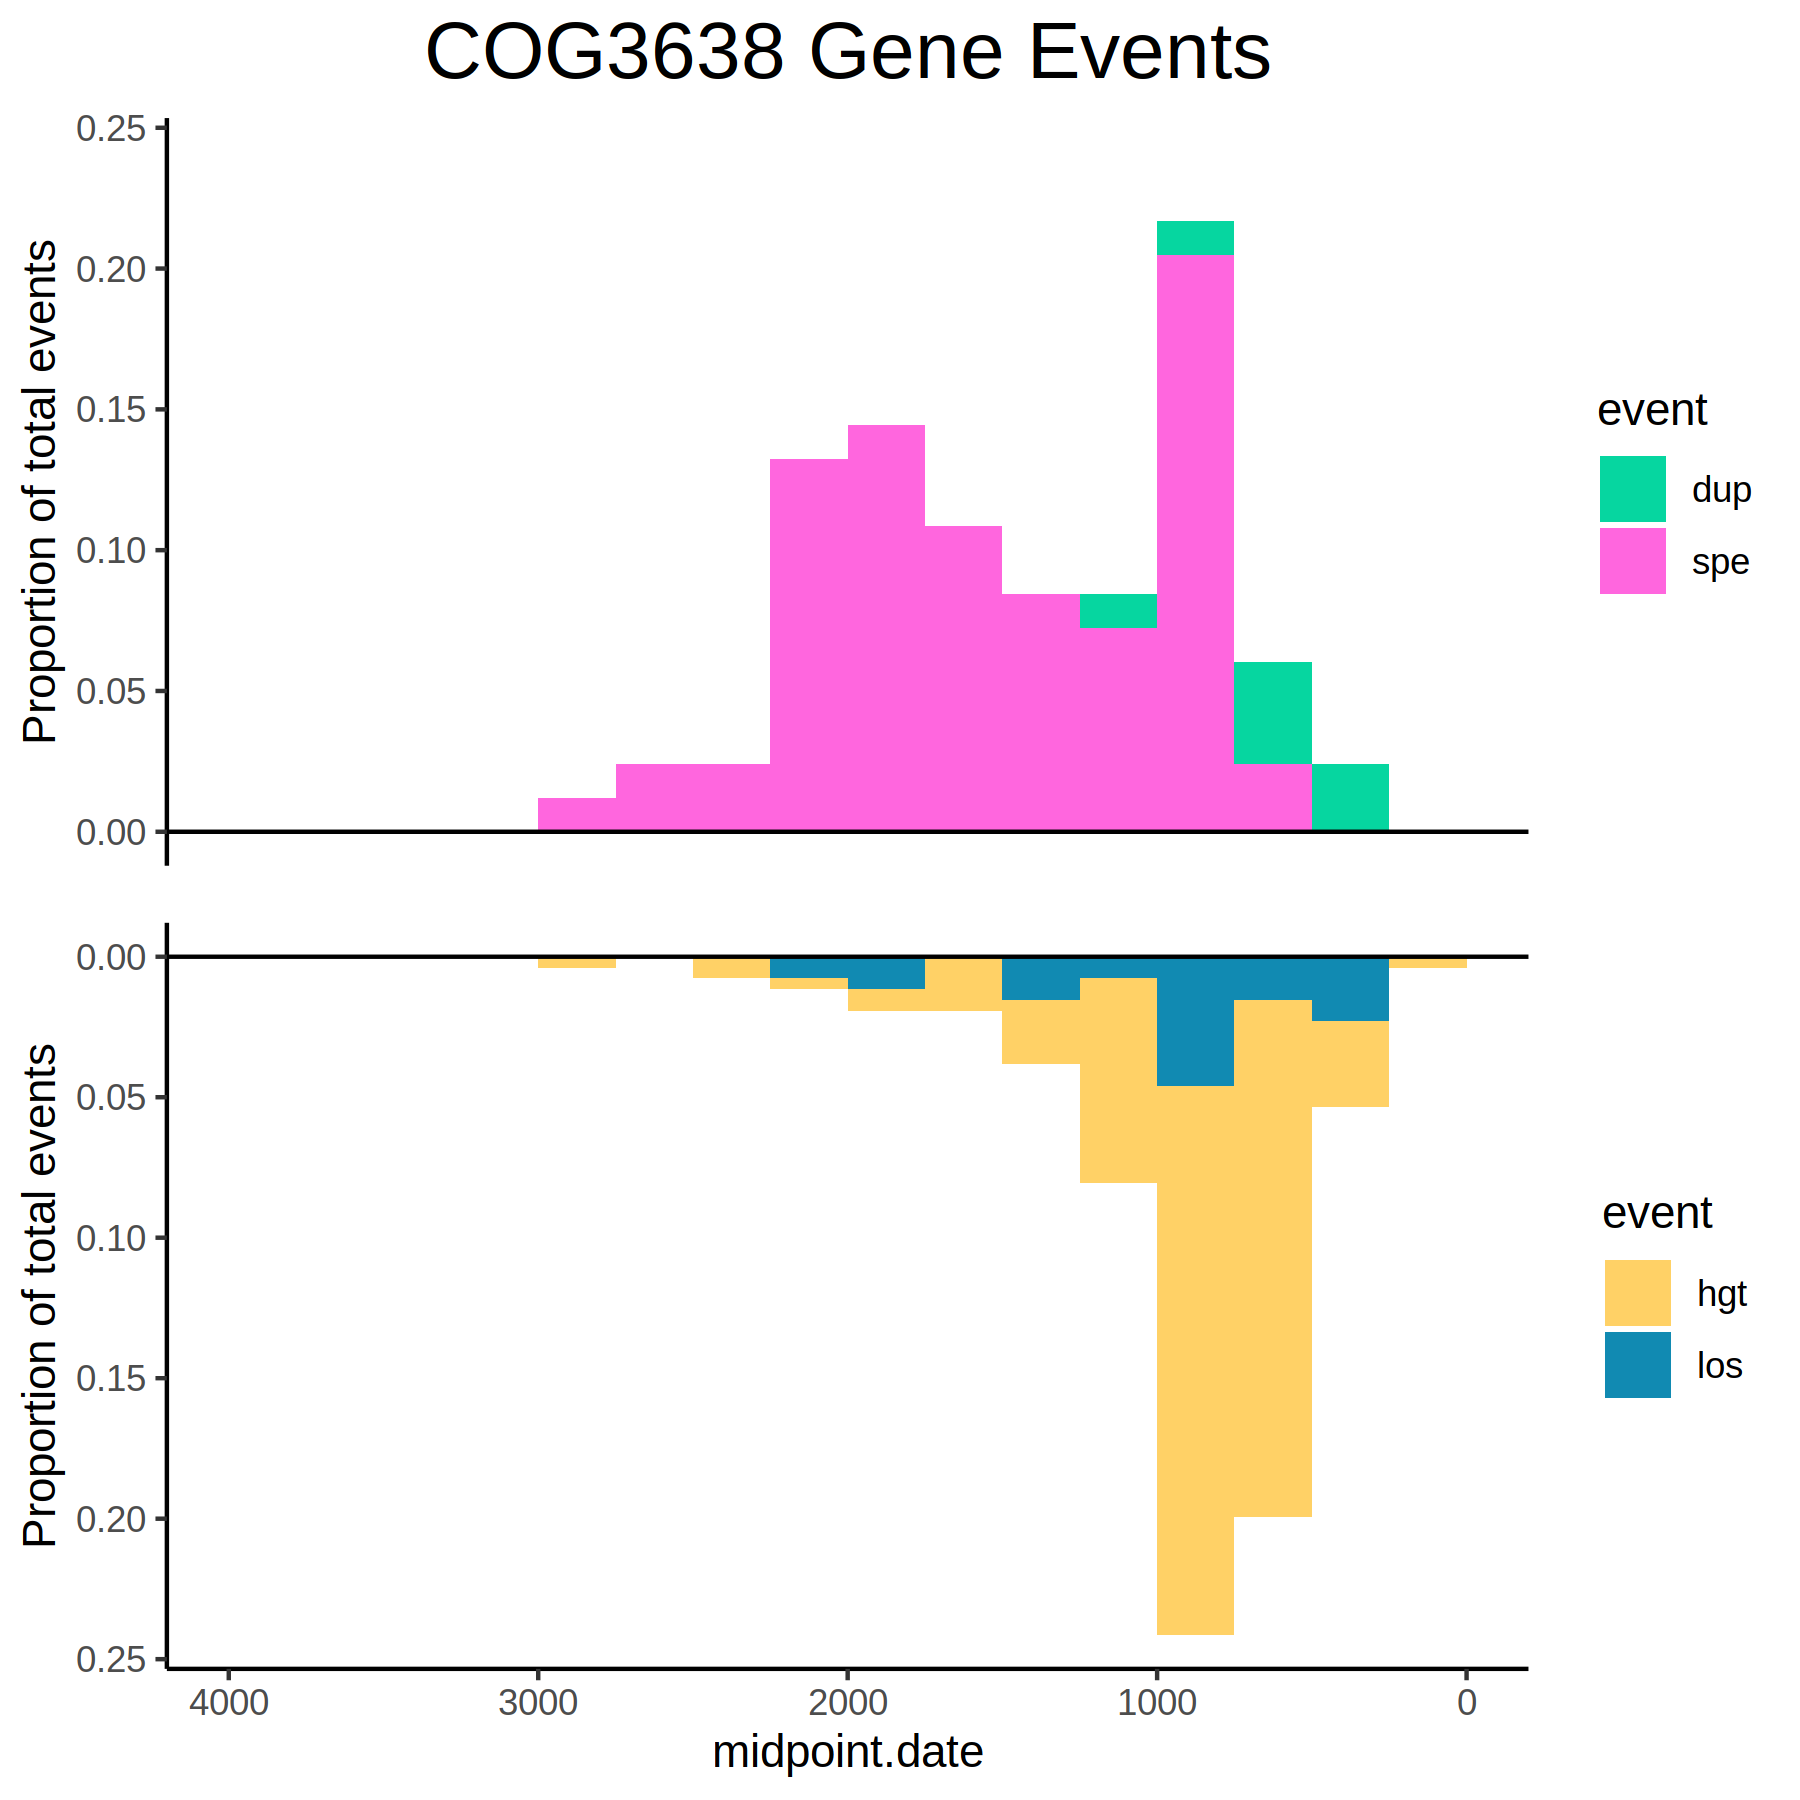 COG3638 Gene Events
Proportion of total events
0.25
0.20
0.15
0.10
0.05
0.00
event
dup
spe
Proportion of total events
0.00
0.05
0.10
0.15
0.20
0.25
event
hgt
los
4000 3000 2000 1000 0
midpoint.date